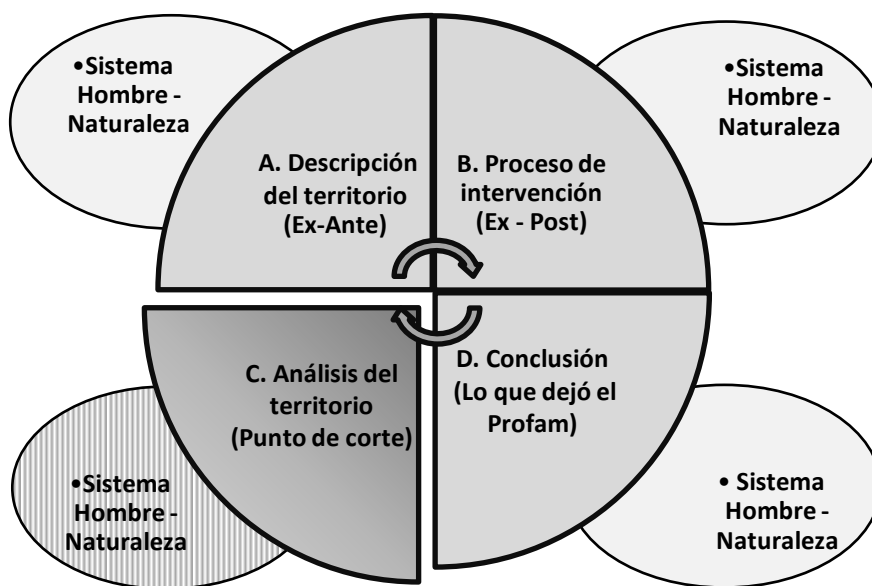 •Sistema
Hombre -
Naturaleza
•Sistema
Hombre -
Naturaleza
A. Descripción
del territorio
(Ex-Ante)
B. Proceso de
intervención
(Ex - Post)
C. Análisis del
territorio
(Punto de corte)
D. Conclusión
(Lo que dejó el
Profam)
•Sistema
Hombre -
Naturaleza
• Sistema
Hombre -
Naturaleza